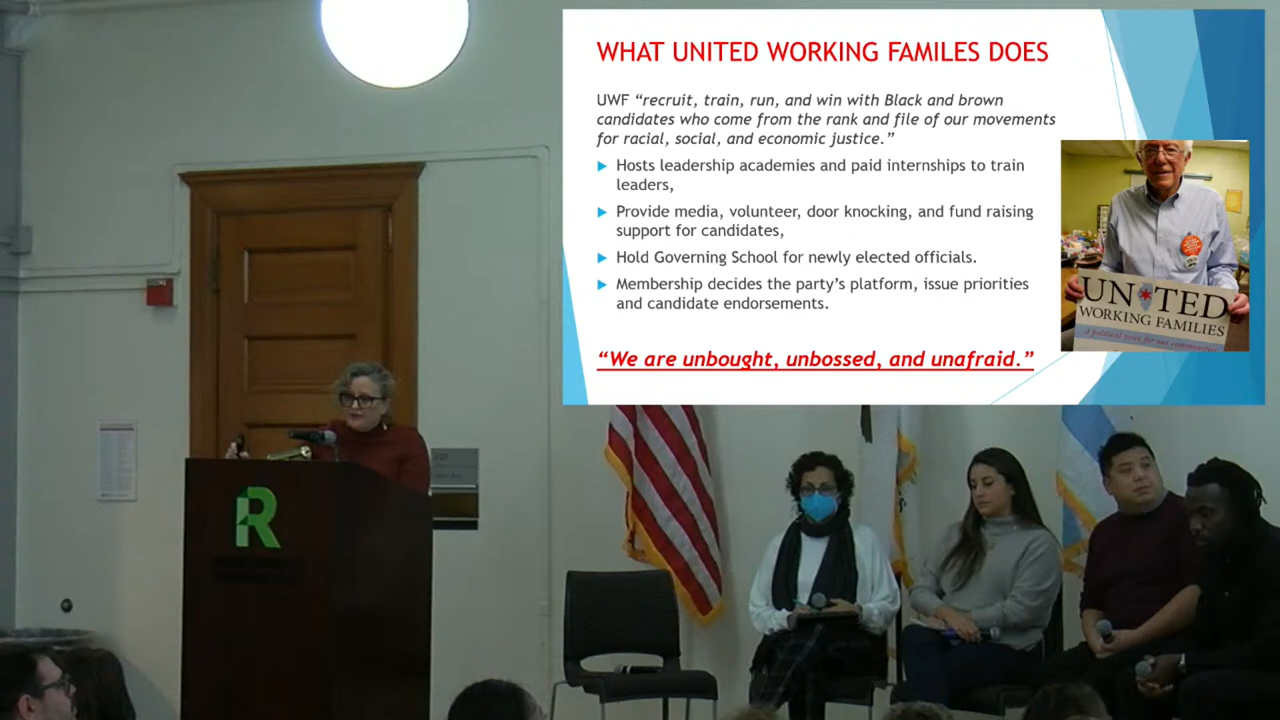 WHAT UNITED WORKING FAMILES DOES
UWF “recruit, train, run, and win with Black and brown
candidates who come from the rank and file of our movements
for racial, social, and economic justice.”
Hosts leadership academies and paid internships to train
leaders,
Provide media, volunteer, door knocking, and fund raising
support for candidates,
Hold Governing School for newly elected officials.
Membership decides the party’s platform, issue priorities
and candidate endorsements.
“We are unbought, unbossed, and unafraid.”
UNITED
WORKING FAMILIES
R